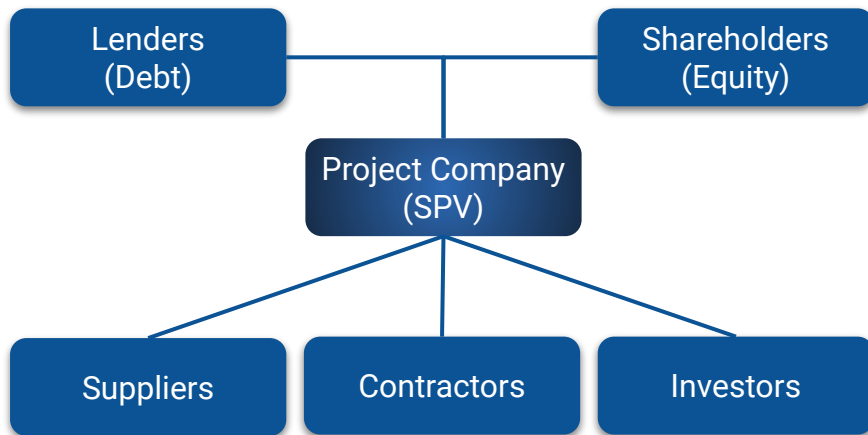 Lenders
(Debt)
Shareholders
(Equity)
Project Company
(SPV)
Suppliers
Contractors
Investors